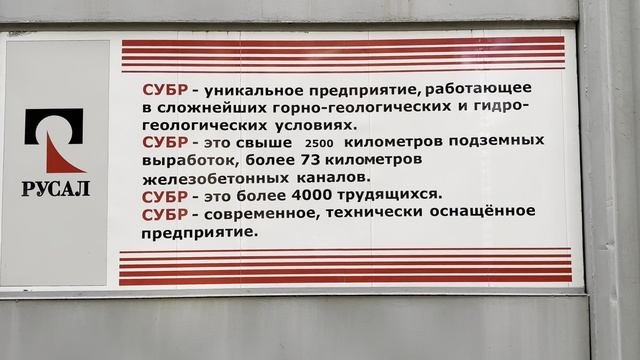 СУБР - уникальное предприятие, работающее
в сложнейших горно-геологических и гидро-
геологических условиях.
СУБР - это свыше 2500 километров подземных
выработок, более 73 километров
железобетонных каналов.
СУБР - это более 4000 трудящихся.
СУБР - современное, технически оснащённое
предприятие.
РУСАЛ